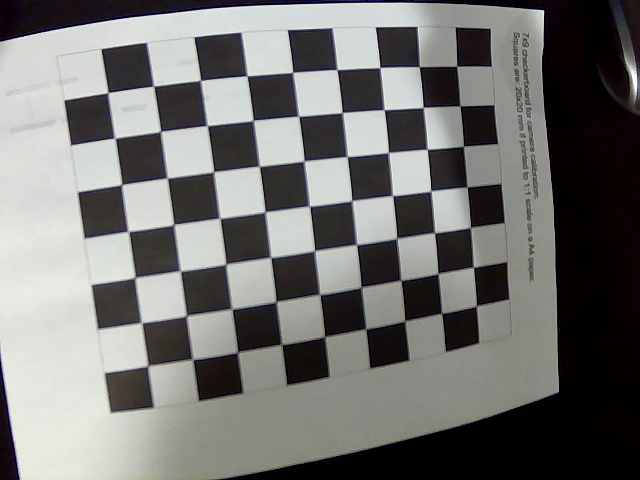 7x9 checkerboard for camera calibration.
Squares are: 20x20 mm if printed to 1:1 scale on a A4 paper.